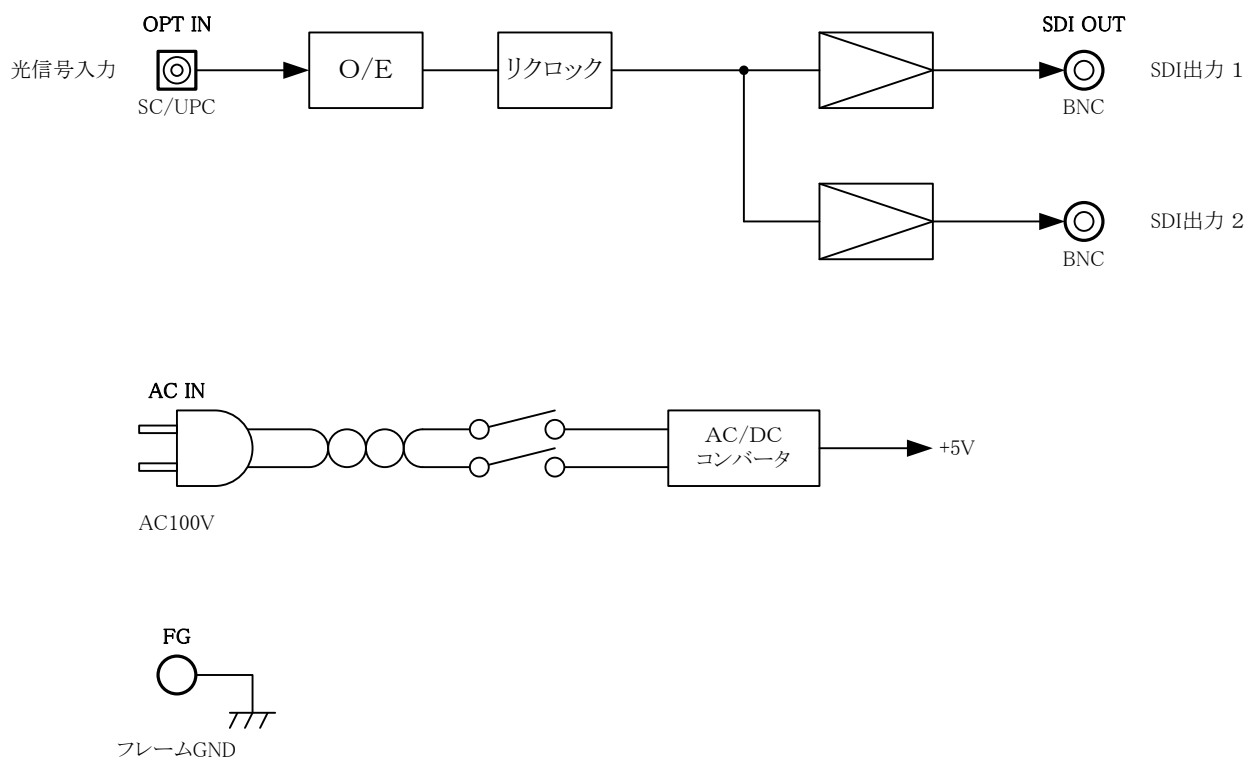 OPT IN
SDI OUT
光信号入力
O/E
リクロック
SDI出力 1
SC/UPC
BNC
SDI出力 2
BNC
AC IN
AC/DC
コンバータ
+5V
AC100V
FG
フレームGND